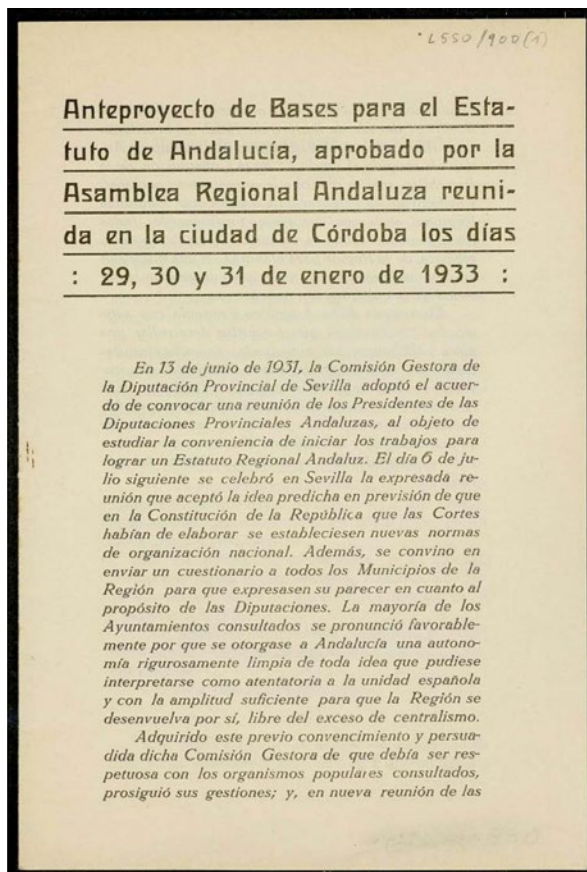 L550/900(1)
Anteproyecto de Bases para el Esta-
tuto de Andalucía, aprobado por la
Asamblea Regional Andaluza reuni-
da en la ciudad de Córdoba los días
: 29, 30 y 31 de enero de 1933 :
En 13 de junio de 1931, la Comisión Gestora de
la Diputación Provincial de Sevilla adoptó el acuer-
do de convocar una reunión de los Presidentes de las
Diputaciones Provinciales Andaluzas, al objeto de
estudiar la conveniencia de iniciar los trabajos para
lograr un Estatuto Regional Andaluz. El día 6 de ju-
lio siguiente se celebró en Sevilla la expresada re-
unión que aceptó la idea predicha en previsión de que
en la Constitución de la República que las Cortes
habían de elaborar se estableciesen nuevas normas
de organización nacional. Además, se convino en
enviar un cuestionario a todos los Municipios de la
Región para que expresasen su parecer en cuanto al
propósito de las Diputaciones. La mayoría de los
Ayuntamientos consultados se pronunció favorable-
mente por que se otorgase a Andalucía una autono-
mía rigurosamente limpia de toda idea que pudiese
interpretarse como atentatoria a la unidad española
y con la amplitud suficiente para que la Región se
desenvuelva por sí, libre del exceso de centralismo.
Adquirido este previo convencimiento y persua-
dida dicha Comisión Gestora de que debía ser res-
petuosa con los organismos populares consultados,
prosiguió sus gestiones; y, en nueva reunión de las